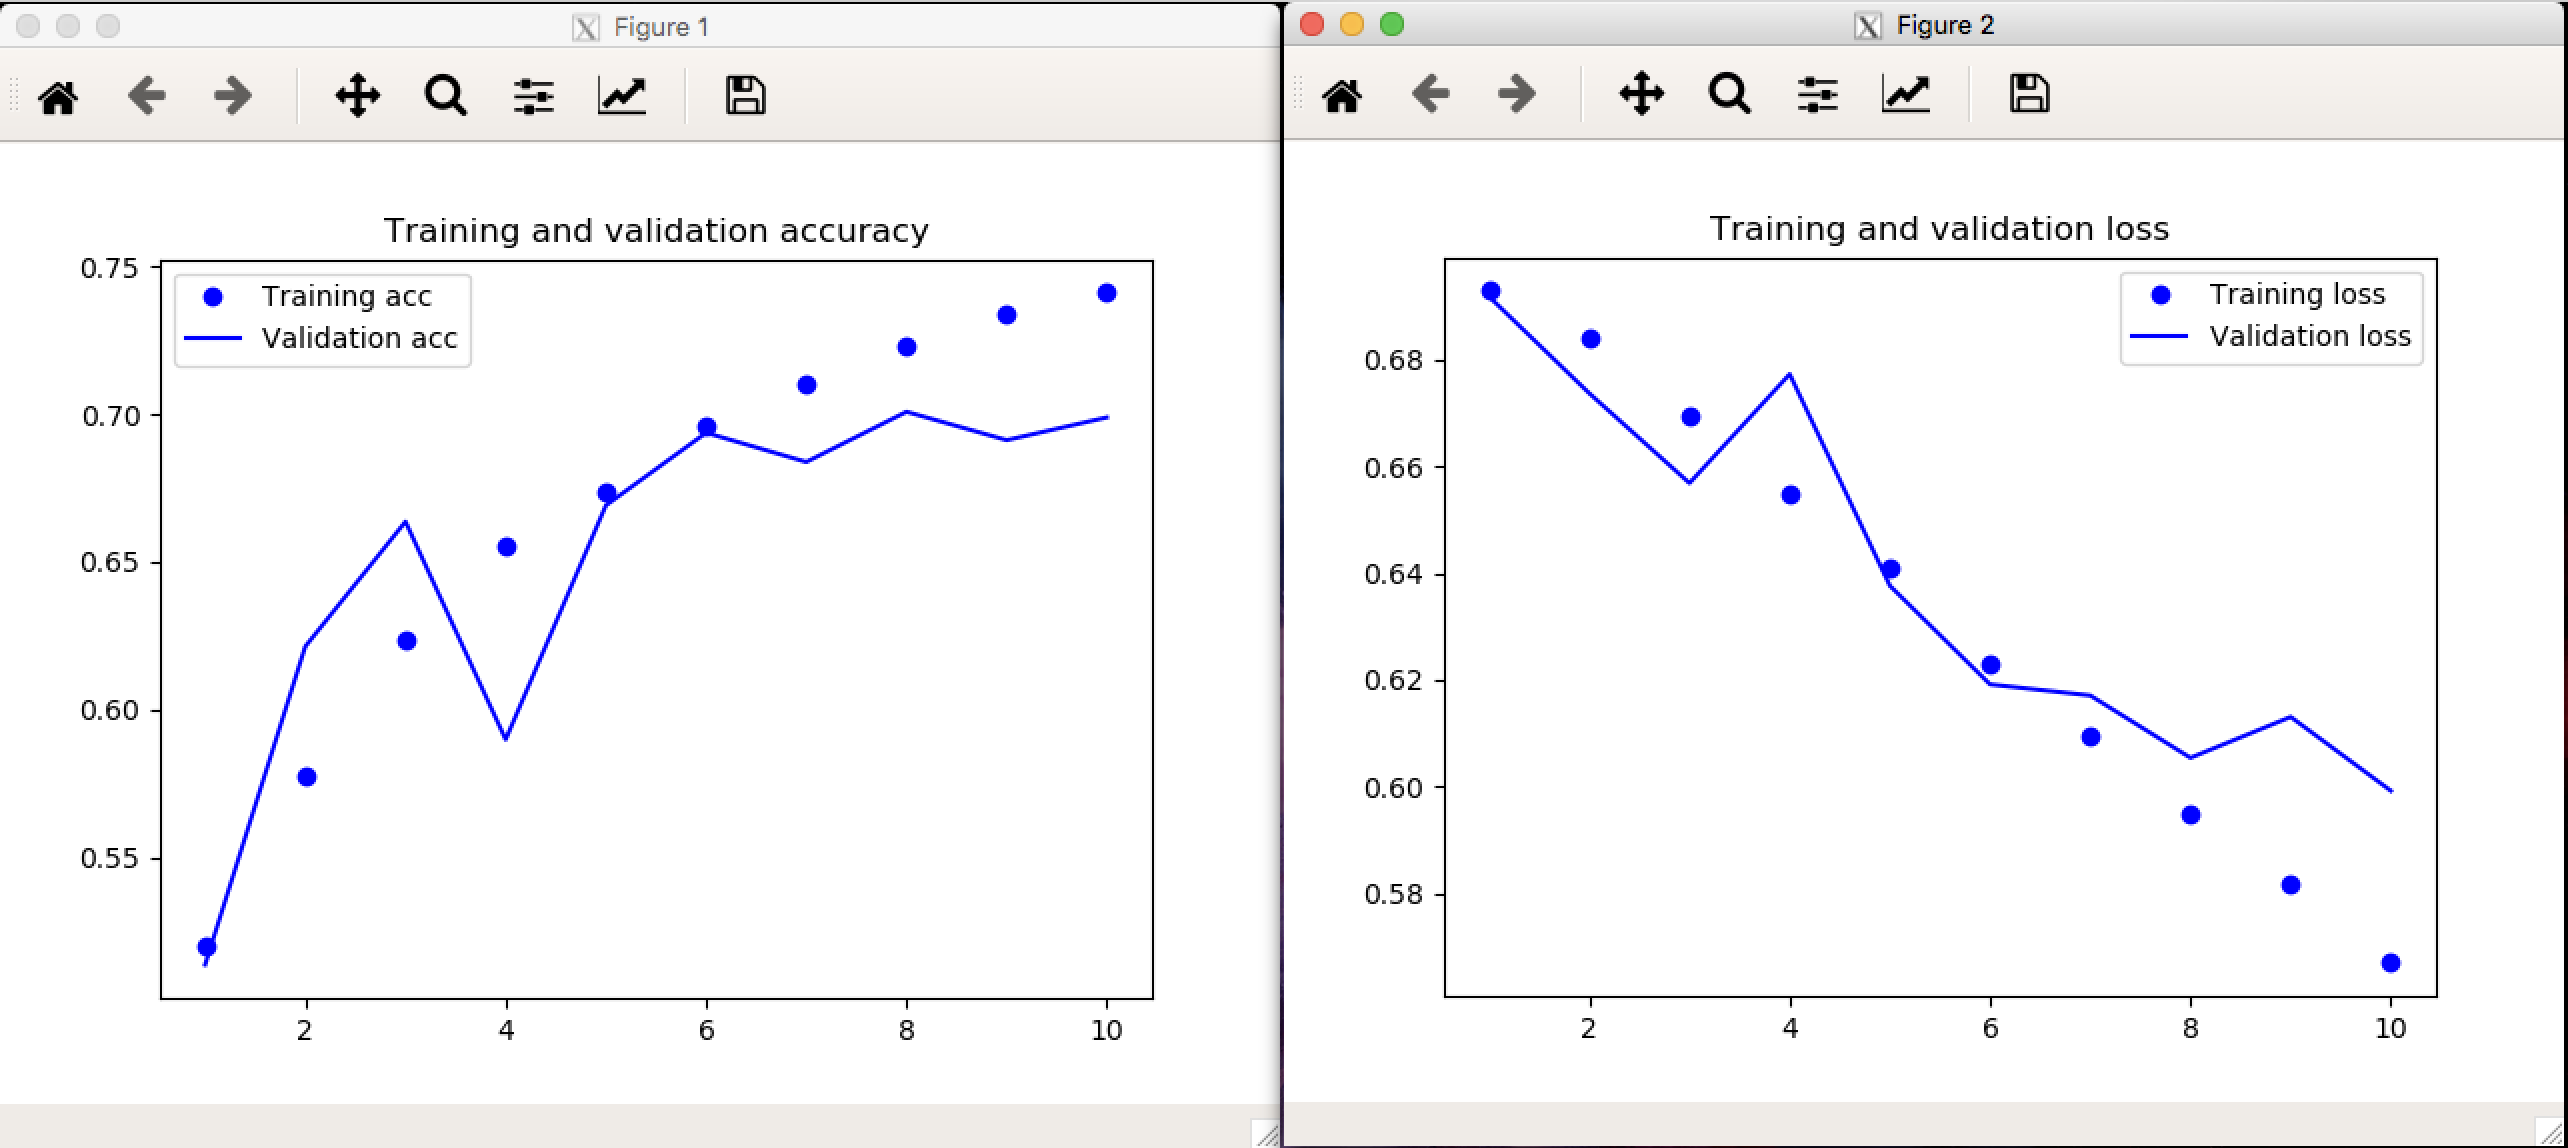 Figure 1
Training and validation accuracy
Training acc
Validation acc
0.75
0.70
0.65
0.60
0.55
2 4 6 8 10
Figure 2
Training and validation loss
Training loss
Validation loss
0.68
0.66
0.64
0.62
0.60
0.58
2 4 6 8 10